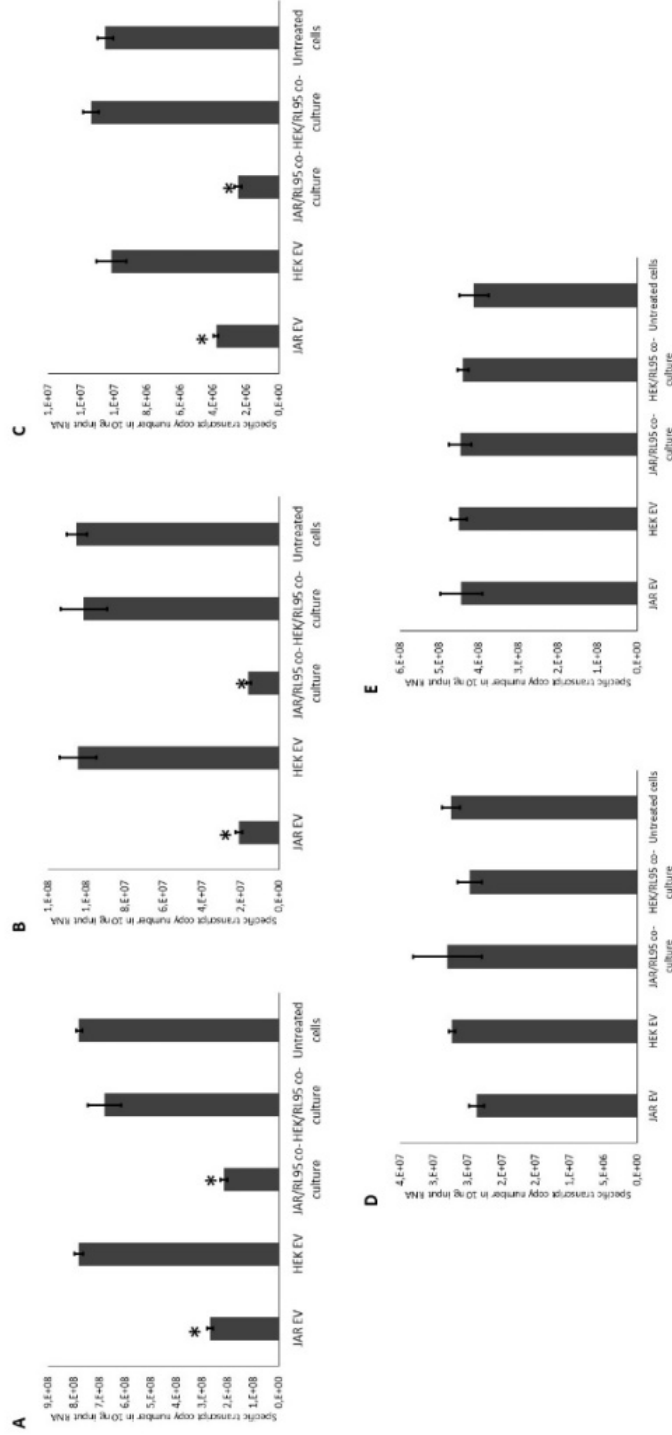 A
Specific transcript copy number in 10 ng input RNA
9,E+08
8,E+08
7,E+08
6,E+08
5,E+08
4,E+08
3,E+08
2,E+08
1,E+08
0,E+00
*
*
JAR EV
HEK EV
JAR/RL95 co-culture
HEK/RL95 co-culture
Untreated cells
B
Specific transcript copy number in 10 ng input RNA
1,E+08
1,E+08
8,E+07
6,E+07
4,E+07
2,E+07
0,E+00
*
*
JAR EV
HEK EV
JAR/RL95 co-culture
HEK/RL95 co-culture
Untreated cells
C
Specific transcript copy number in 10 ng input RNA
1,E+07
1,E+07
1,E+07
8,E+06
6,E+06
4,E+06
2,E+06
0,E+00
*
*
JAR EV
HEK EV
JAR/RL95 co-culture
HEK/RL95 co-culture
Untreated cells
D
Specific transcript copy number in 10 ng input RNA
4,E+07
3,E+07
3,E+07
2,E+07
2,E+07
1,E+07
5,E+06
0,E+00
JAR EV
HEK EV
JAR/RL95 co-culture
HEK/RL95 co-culture
Untreated cells
E
Specific transcript copy number in 10 ng input RNA
6,E+08
5,E+08
4,E+08
3,E+08
2,E+08
1,E+08
0,E+00
JAR EV
HEK EV
JAR/RL95 co-culture
HEK/RL95 co-culture
Untreated cells